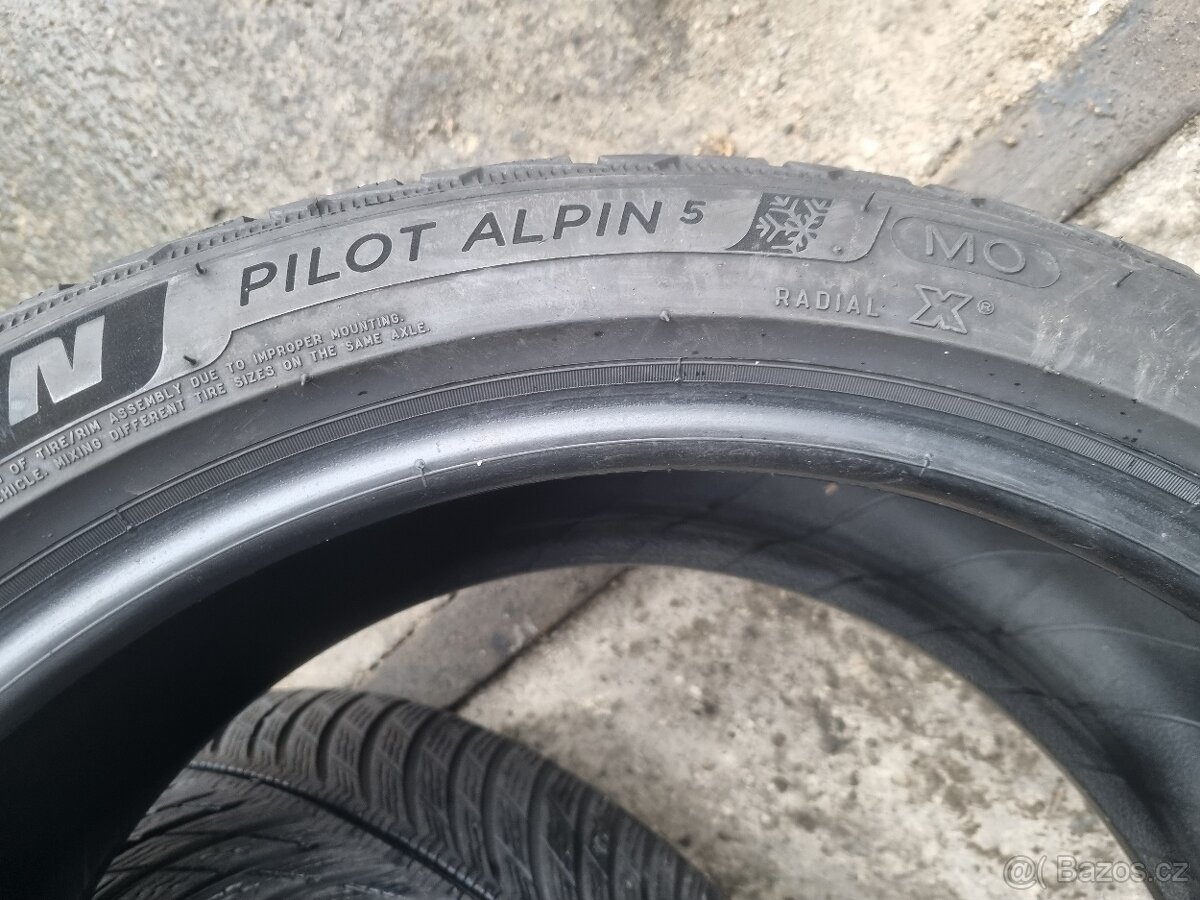 PILOT ALPIN 5
MO
RADIAL X®
N
OF TIRE/RIM ASSEMBLY DUE TO IMPROPER MOUNTING.
VEHICLE. MIXING DIFFERENT TIRE SIZES ON THE SAME AXLE.
@( Bazos.cz